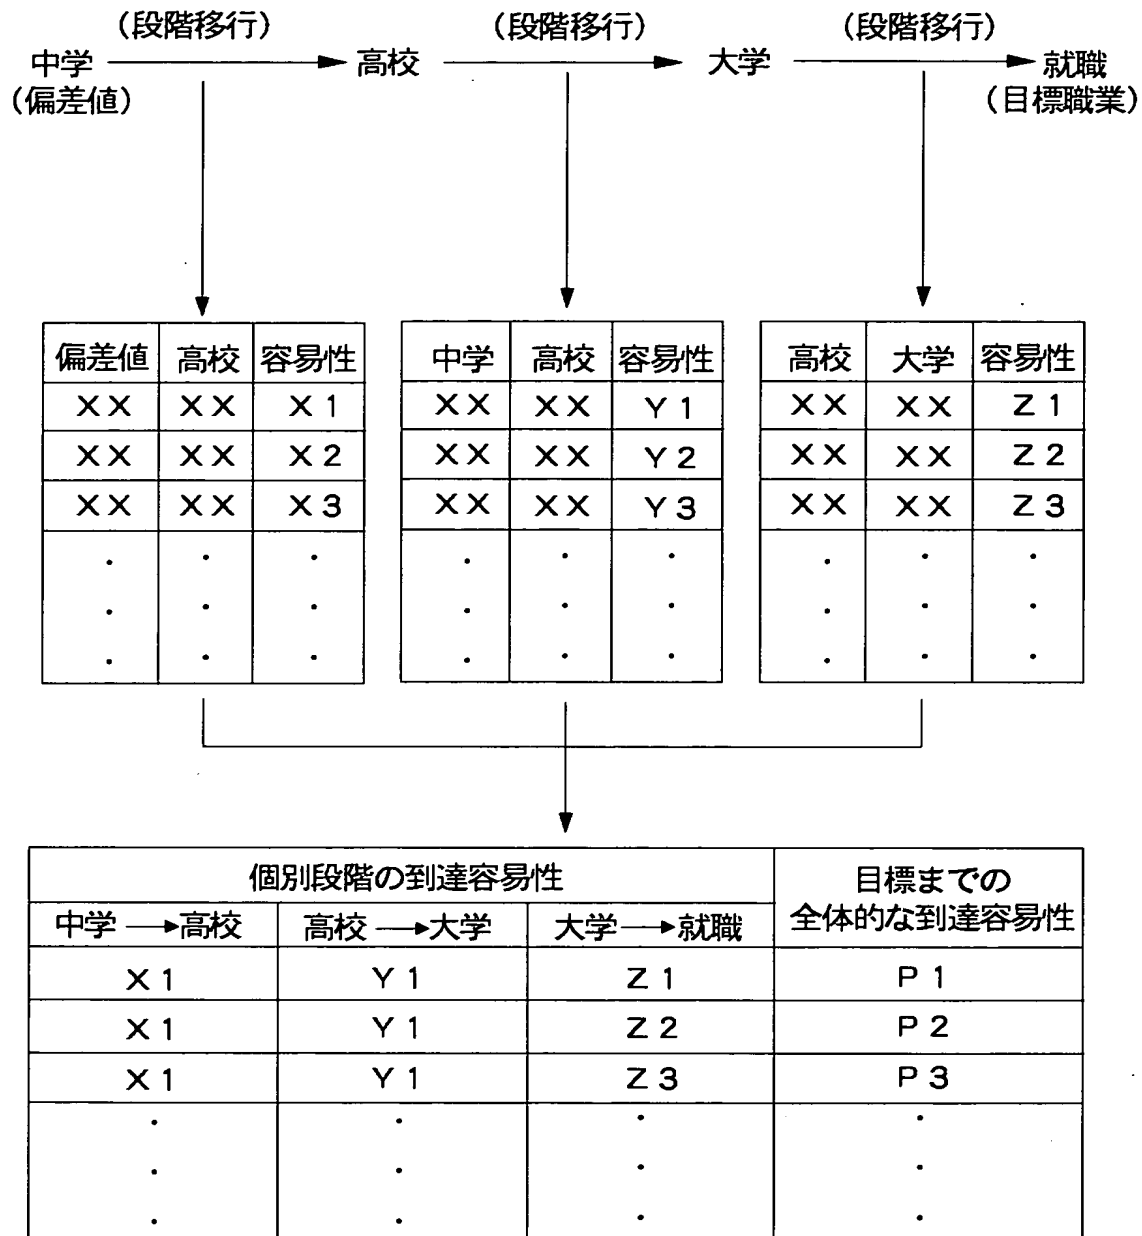 (段階移行) (段階移行) (段階移行)
中学 高校 大学 就職
(偏差値) (目標職業)
偏差値 高校 容易性
XX XX X1
XX XX X2
XX XX X3
中学 高校 容易性
XX XX Y1
XX XX Y2
XX XX Y3
高校 大学 容易性
XX XX Z1
XX XX Z2
XX XX Z3
個別段階の到達容易性
目標までの
全体的な到達容易性
中学→高校 高校→大学 大学→就職
X1 Y1 Z1 P1
X1 Y1 Z2 P2
X1 Y1 Z3 P3